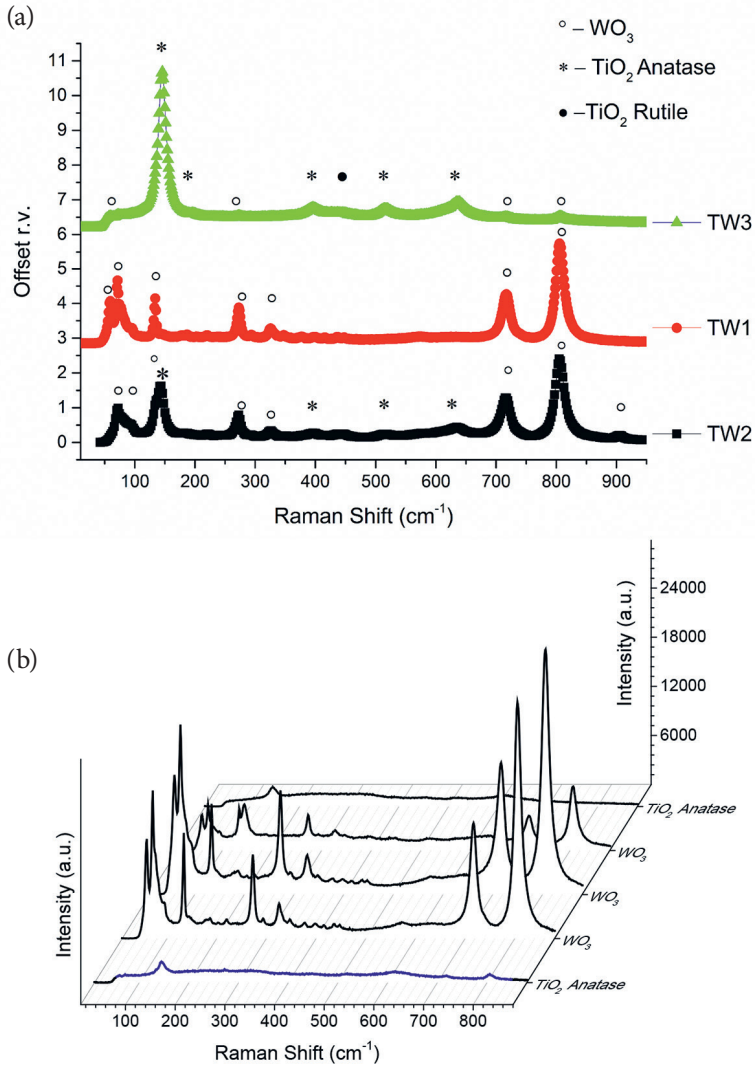 (a)
○ – WO3
* – TiO2 Anatase
● –TiO2 Rutile
Offset r.v.
11
10
9
8
7
6
5
4
3
2
1
0
TW3
TW1
TW2
100 200 300 400 500 600 700 800 900
Raman Shift (cm-1)
(b)
Intensity (a.u.)
24000
18000
12000
6000
TiO2 Anatase
WO3
WO3
WO3
TiO2 Anatase
Intensity (a.u.)
100 200 300 400 500 600 700 800
Raman Shift (cm-1)